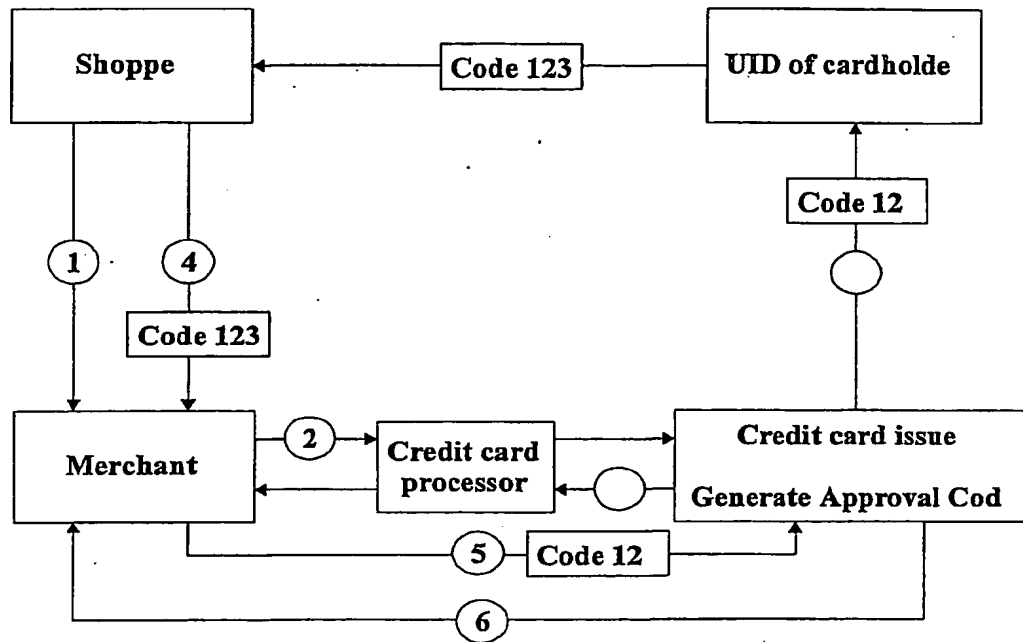 Shoppe
Code 123
UID of cardholde
Code 12
1
4
Code 123
Merchant
2
Credit card
processor
Credit card issue
Generate Approval Cod
5
Code 12
6